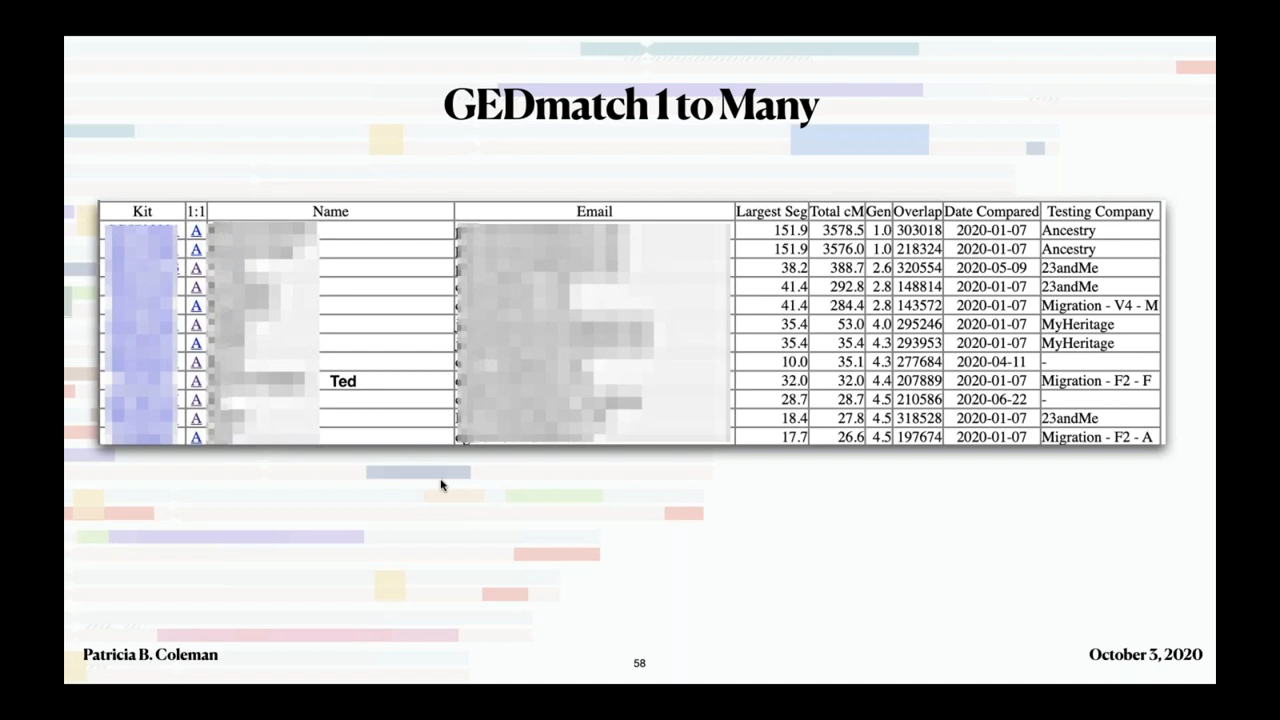 GEDmatch 1 to Many
Kit 1:1 Name Email Largest Seg Total cM Gen Overlap Date Compared Testing Company
A 151.9 3578.5 1.0 303018 2020-01-07 Ancestry
A 151.9 3576.0 1.0 218324 2020-01-07 Ancestry
A 38.2 388.7 2.6 320554 2020-05-09 23andMe
A 41.4 292.8 2.8 148814 2020-01-07 23andMe
A 41.4 284.4 2.8 143572 2020-01-07 Migration - V4 - M
A 35.4 53.0 4.0 295246 2020-01-07 MyHeritage
A 35.4 35.4 4.3 293953 2020-01-07 MyHeritage
A 10.0 35.1 4.3 277684 2020-04-11 -
A Ted 32.0 32.0 4.4 207889 2020-01-07 Migration - F2 - F
A 28.7 28.7 4.5 210586 2020-06-22 -
A 18.4 27.8 4.5 318528 2020-01-07 23andMe
A 17.7 26.6 4.5 197674 2020-01-07 Migration - F2 - A
Patricia B. Coleman 58 October 3, 2020